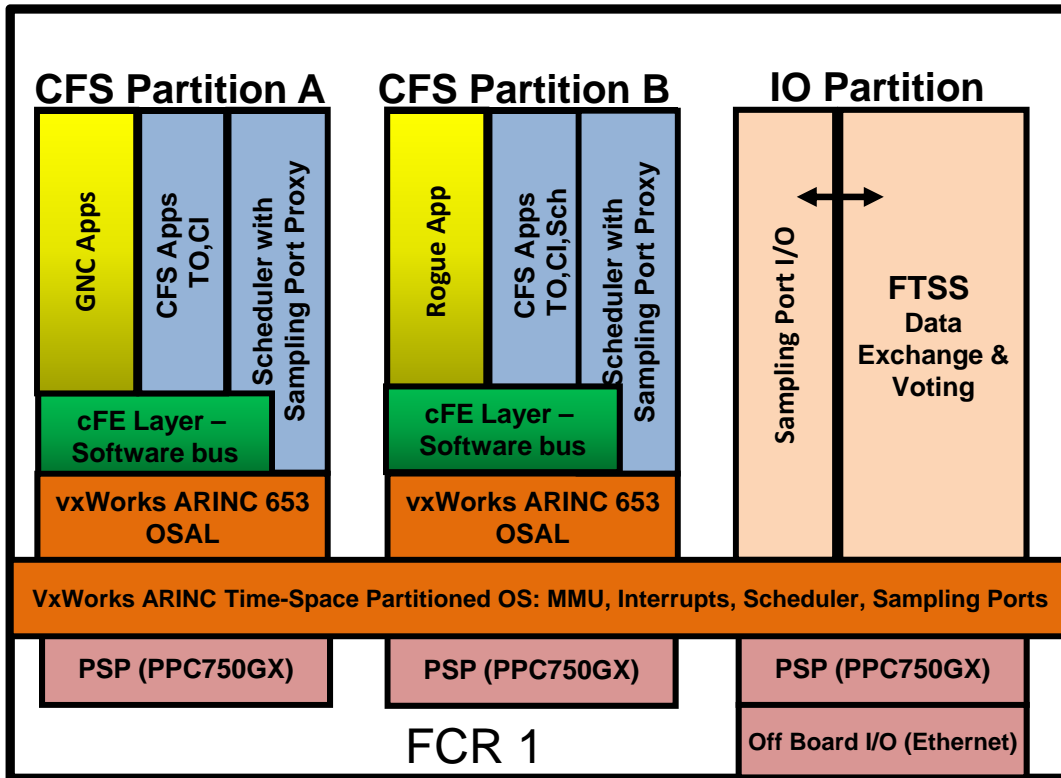 CFS Partition A
CFS Partition B
IO Partition
GNC Apps
CFS Apps
TO,CI
Scheduler with
Sampling Port Proxy
Rogue App
CFS Apps
TO,CI,Sch
Scheduler with
Sampling Port Proxy
Sampling Port I/O
FTSS
Data
Exchange &
Voting
cFE Layer –
Software bus
cFE Layer –
Software bus
vxWorks ARINC 653
OSAL
vxWorks ARINC 653
OSAL
VxWorks ARINC Time-Space Partitioned OS: MMU, Interrupts, Scheduler, Sampling Ports
PSP (PPC750GX)
PSP (PPC750GX)
PSP (PPC750GX)
FCR 1
Off Board I/O (Ethernet)